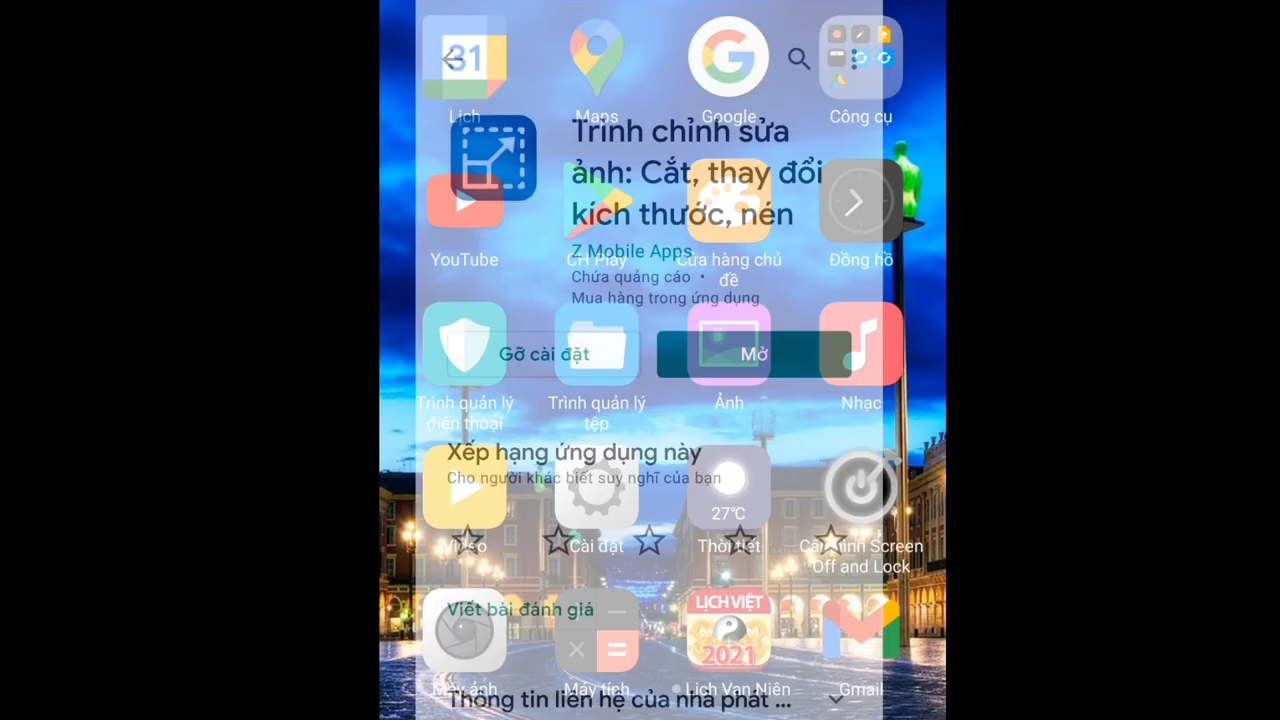 31
Lịch
Maps
Google
Công cụ
Trình chỉnh sửa
ảnh: Cắt, thay đổi
kích thước, nén
Z Mobile Apps
Chứa quảng cáo •
Mua hàng trong ứng dụng
YouTube
CH Play
Cửa hàng chủ
đề
Đồng hồ
Gỡ cài đặt
Mở
Trình quản lý
điện thoại
Trình quản lý
tệp
Ảnh
Nhạc
Xếp hạng ứng dụng này
Cho người khác biết suy nghĩ của bạn
27°C
Video
Cài đặt
Thời tiết
Screen
Off and Lock
Viết bài đánh giá
LỊCH VIỆT
2021
Máy ảnh
Máy tính
Lịch Vạn Niên
Gmail
Thông tin liên hệ của nhà phát ...